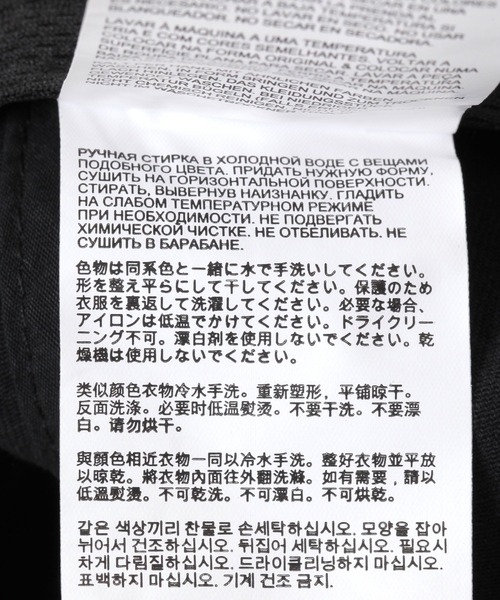 LAVAR À MÁQUINA A UMA TEMPERATURA
FRIA E COM CORES SEMELHANTES. VOLTAR A
РУЧНАЯ СТИРКА В ХОЛОДНОЙ ВОДЕ С ВЕЩАМИ
ПОДОБНОГО ЦВЕТА. ПРИДАТЬ НУЖНУЮ ФОРМУ,
СУШИТЬ НА ГОРИЗОНТАЛЬНОЙ ПОВЕРХНОСТИ.
СТИРАТЬ, ВЫВЕРНУВ НАИЗНАНКУ. ГЛАДИТЬ
НА СЛАБОМ ТЕМПЕРАТУРНОМ РЕЖИМЕ
ПРИ НЕОБХОДИМОСТИ. НЕ ПОДВЕРГАТЬ
ХИМИЧЕСКОЙ ЧИСТКЕ. НЕ ОТБЕЛИВАТЬ. НЕ
СУШИТЬ В БАРАБАНЕ.
色物は同系色と一緒に水で手洗いしてください。
形を整え平らにして干してください。保護のため
衣服を裏返して洗濯してください。必要な場合、
アイロンは低温でかけてください。ドライクリー
ニング不可。漂白剤を使用しないでください。乾
燥機は使用しないでください。
类似颜色衣物冷水手洗。重新塑形，平铺晾干。
反面洗涤。必要时低温熨烫。不要干洗。不要漂
白。请勿烘干。
與顏色相近衣物一同以冷水手洗。整好衣物並平放
以晾乾。將衣物內面往外翻洗滌。如有需要，請以
低溫熨燙。不可乾洗。不可漂白。不可烘乾。
같은 색상끼리 찬물로 손세탁하십시오. 모양을 잡아
뉘어서 건조하십시오. 뒤집어 세탁하십시오. 필요시
차게 다림질하십시오. 드라이클리닝하지 마십시오.
표백하지 마십시오. 기계 건조 금지.